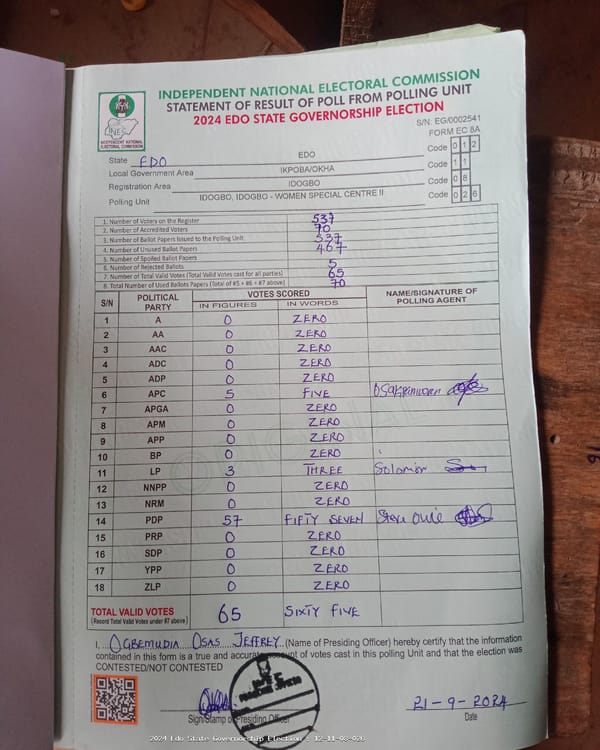 INDEPENDENT NATIONAL ELECTORAL COMMISSION
STATEMENT OF RESULT OF POLL FROM POLLING UNIT
2024 EDO STATE GOVERNORSHIP ELECTION
INEC
INDEPENDENT NATIONAL ELECTORAL COMMISSION
S/N: EG/0002541
FORM EC 8A
State EDO EDO Code 0 1 2
Local Government Area IKPOBA/OKHA Code 1 1
Registration Area IDOGBO Code 0 8
Polling Unit IDOGBO, IDOGBO - WOMEN SPECIAL CENTRE II Code 0 2 6
1. Number of Voters on the Register 537
2. Number of Accredited Voters 70
3. Number of Ballot Papers Issued to the Polling Unit 537
4. Number of Unused Ballot Papers 467
5. Number of Spoiled Ballot Papers
6. Number of Rejected Ballots 5
7. Number of Total Valid Votes (Total Valid Votes cast for all parties) 65
8. Total Number of Used Ballots Papers (Total of #5 + #6 + #7 above) 70
S/N POLITICAL PARTY VOTES SCORED NAME/SIGNATURE OF POLLING AGENT
IN FIGURES IN WORDS
1 A 0 ZERO
2 AA 0 ZERO
3 AAC 0 ZERO
4 ADC 0 ZERO
5 ADP 0 ZERO
6 APC 5 FIVE
7 APGA 0 ZERO
8 APM 0 ZERO
9 APP 0 ZERO
10 BP 0 ZERO
11 LP 3 THREE Solomon
12 NNPP 0 ZERO
13 NRM 0 ZERO
14 PDP 57 FIFTY SEVEN Steve
15 PRP 0 ZERO
16 SDP 0 ZERO
17 YPP 0 ZERO
18 ZLP 0 ZERO
TOTAL VALID VOTES 65 SIXTY FIVE
(Record Total Valid Votes under #7 above)
I, OGBEMUDIA OSAS JEFFREY (Name of Presiding Officer) hereby certify that the information
contained in this form is a true and accurate account of votes cast in this polling Unit and that the election was
CONTESTED/NOT CONTESTED
21-9-2024
Sign/Stamp of Presiding Officer Date
2024 Edo State Governorship Election